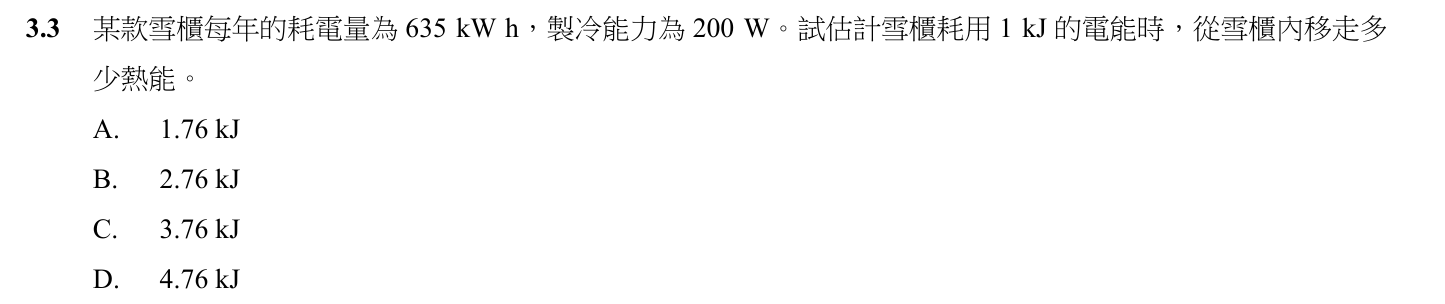 3.3 某款雪櫃每年的耗電量為 635 kW h，製冷能力為 200 W。試估計雪櫃耗用 1 kJ 的電能時，從雪櫃內移走多
少熱能。
A. 1.76 kJ
B. 2.76 kJ
C. 3.76 kJ
D. 4.76 kJ